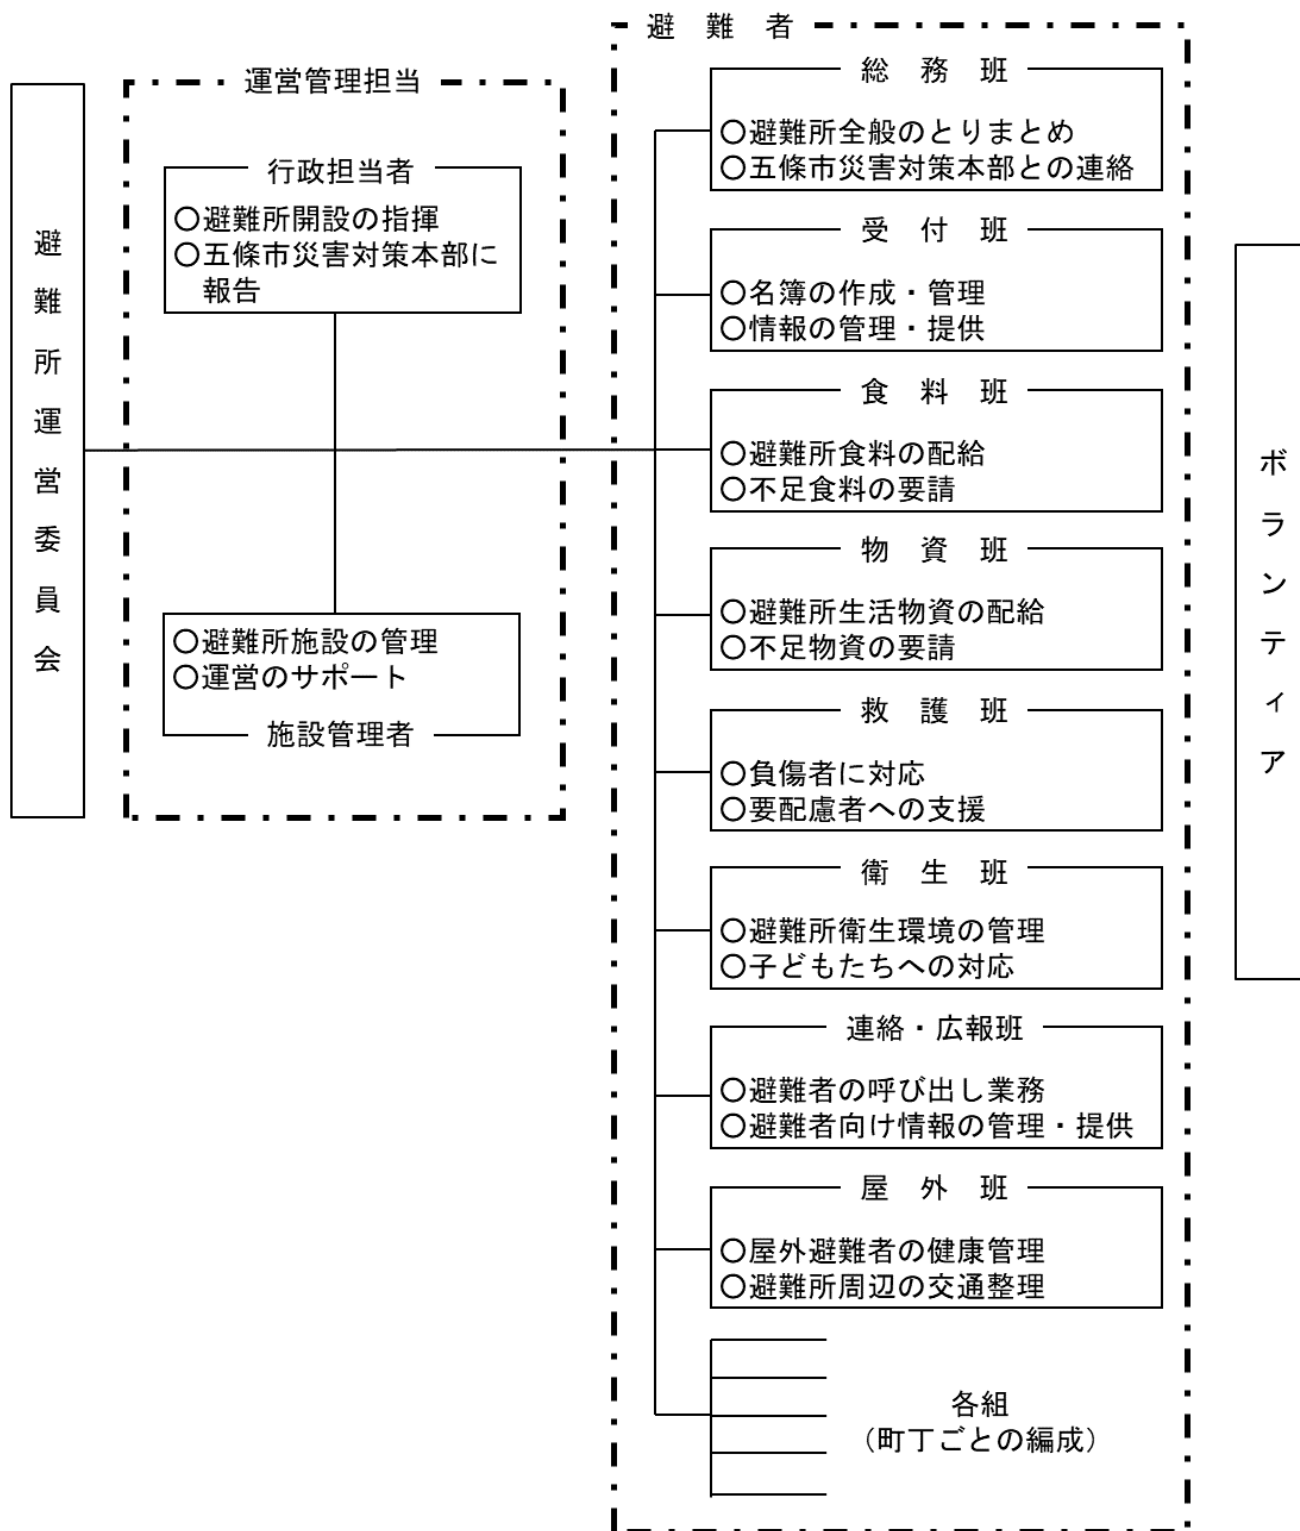 避難所運営委員会
運営管理担当
行政担当者
○避難所開設の指揮
○五條市災害対策本部に
報告
○避難所施設の管理
○運営のサポート
施設管理者
避難者
総務班
○避難所全般のとりまとめ
○五條市災害対策本部との連絡
受付班
○名簿の作成・管理
○情報の管理・提供
食料班
○避難所食料の配給
○不足食料の要請
物資班
○避難所生活物資の配給
○不足物資の要請
救護班
○負傷者に対応
○要配慮者への支援
衛生班
○避難所衛生環境の管理
○子どもたちへの対応
連絡・広報班
○避難者の呼び出し業務
○避難者向け情報の管理・提供
屋外班
○屋外避難者の健康管理
○避難所周辺の交通整理
各組
（町丁ごとの編成）
ボランティア